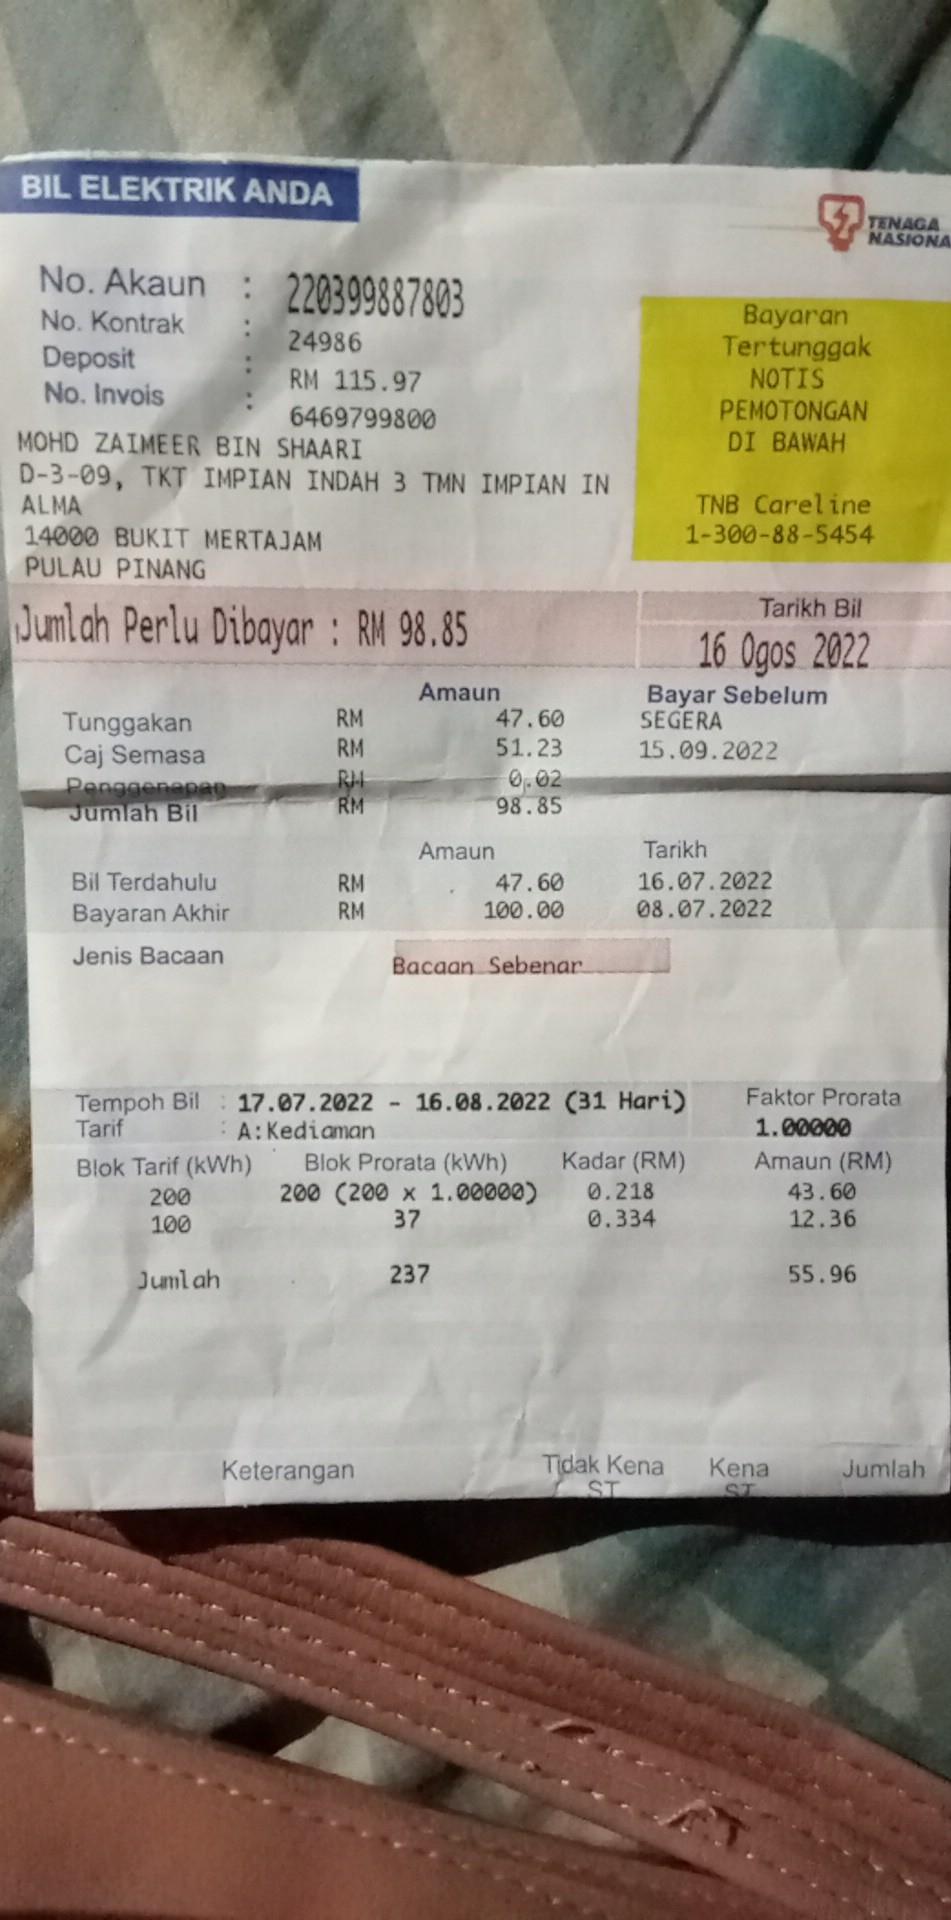 BIL ELEKTRIK ANDA
TENAGA
NASIONA
No. Akaun : 220399887803
No. Kontrak : 24986
Deposit : RM 115.97
No. Invois : 6469799800
MOHD ZAIMEER BIN SHAARI
D-3-09, TKT IMPIAN INDAH 3 TMN IMPIAN IN
ALMA
14000 BUKIT MERTAJAM
PULAU PINANG
Bayaran
Tertunggak
NOTIS
PEMOTONGAN
DI BAWAH
TNB Careline
1-300-88-5454
Jumlah Perlu Dibayar : RM 98.85
Tarikh Bil
16 Ogos 2022
Amaun Bayar Sebelum
Tunggakan RM 47.60 SEGERA
Caj Semasa RM 51.23 15.09.2022
Penggenapan RM 0.02
Jumlah Bil RM 98.85
Amaun Tarikh
Bil Terdahulu RM 47.60 16.07.2022
Bayaran Akhir RM 100.00 08.07.2022
Jenis Bacaan Bacaan Sebenar
Tempoh Bil : 17.07.2022 - 16.08.2022 (31 Hari) Faktor Prorata
Tarif : A:Kediaman 1.00000
Blok Tarif (kWh) Blok Prorata (kWh) Kadar (RM) Amaun (RM)
200 200 (200 x 1.00000) 0.218 43.60
100 37 0.334 12.36
Jumlah 237 55.96
Keterangan Tidak Kena Kena Jumlah
ST ST